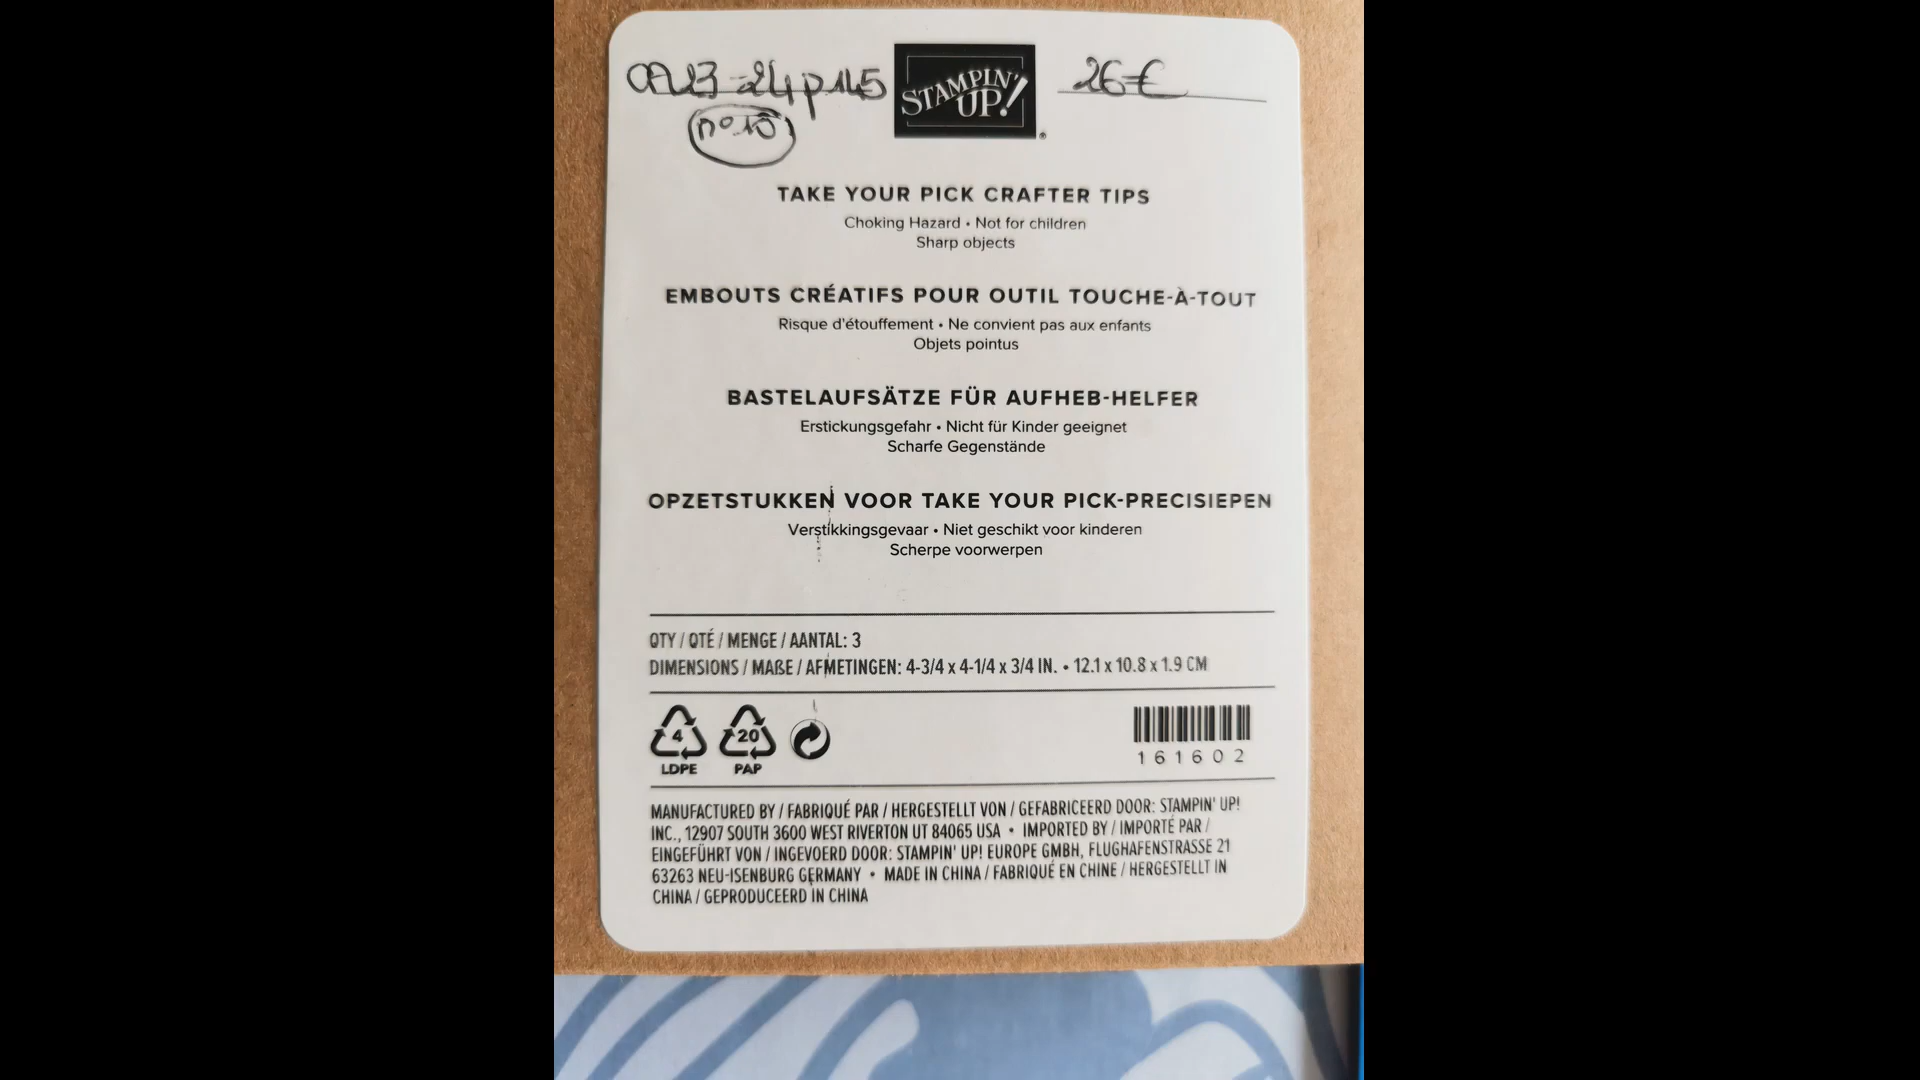 CA 23-24 p145
n°10
STAMPIN' UP!®
26€
TAKE YOUR PICK CRAFTER TIPS
Choking Hazard • Not for children
Sharp objects
EMBOUTS CRÉATIFS POUR OUTIL TOUCHE-À-TOUT
Risque d'étouffement • Ne convient pas aux enfants
Objets pointus
BASTELAUFSÄTZE FÜR AUFHEB-HELFER
Erstickungsgefahr • Nicht für Kinder geeignet
Scharfe Gegenstände
OPZETSTUKKEN VOOR TAKE YOUR PICK-PRECISIEPEN
Verstikkingsgevaar • Niet geschikt voor kinderen
Scherpe voorwerpen
QTY / QTÉ / MENGE / AANTAL: 3
DIMENSIONS / MAßE / AFMETINGEN: 4-3/4 x 4-1/4 x 3/4 IN. • 12.1 x 10.8 x 1.9 CM
4 20
LDPE PAP
161602
MANUFACTURED BY / FABRIQUÉ PAR / HERGESTELLT VON / GEFABRICEERD DOOR: STAMPIN' UP!
INC., 12907 SOUTH 3600 WEST RIVERTON UT 84065 USA • IMPORTED BY / IMPORTÉ PAR /
EINGEFÜHRT VON / INGEVOERD DOOR: STAMPIN' UP! EUROPE GMBH, FLUGHAFENSTRASSE 21
63263 NEU-ISENBURG GERMANY • MADE IN CHINA / FABRIQUÉ EN CHINE / HERGESTELLT IN
CHINA / GEPRODUCEERD IN CHINA